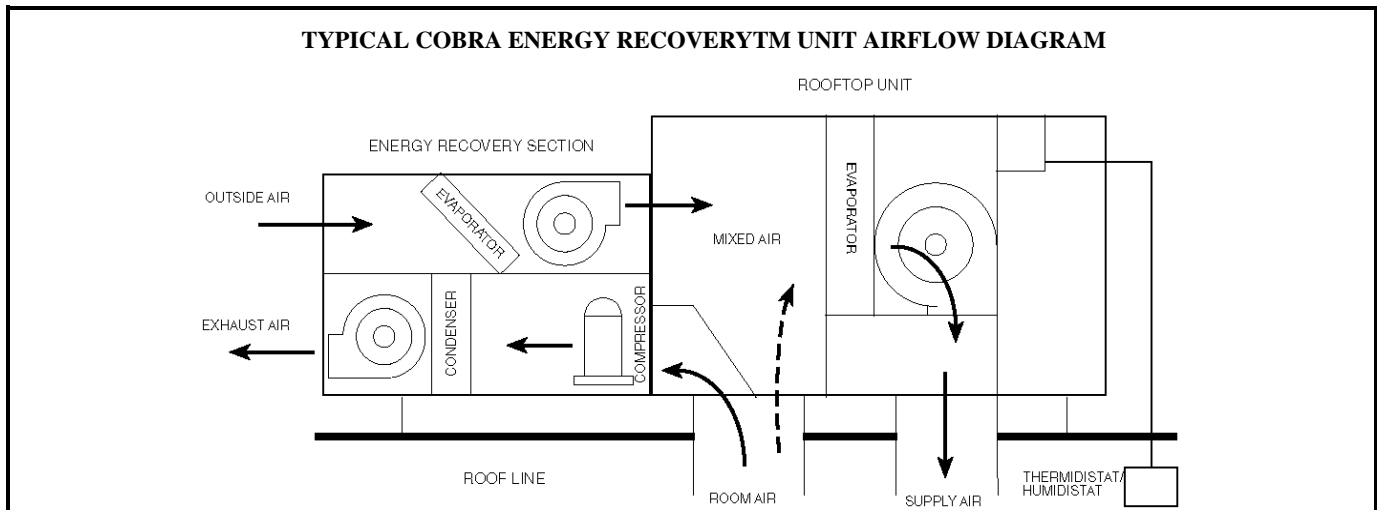 TYPICAL COBRA ENERGY RECOVERYTM UNIT AIRFLOW DIAGRAM
ROOFTOP UNIT
ENERGY RECOVERY SECTION
OUTSIDE AIR
EVAPORATOR
EVAPORATOR
MIXED AIR
EXHAUST AIR
CONDENSER
COMPRESSOR
ROOF LINE
ROOM AIR
SUPPLY AIR
THERMIDISTAT/
HUMIDISTAT